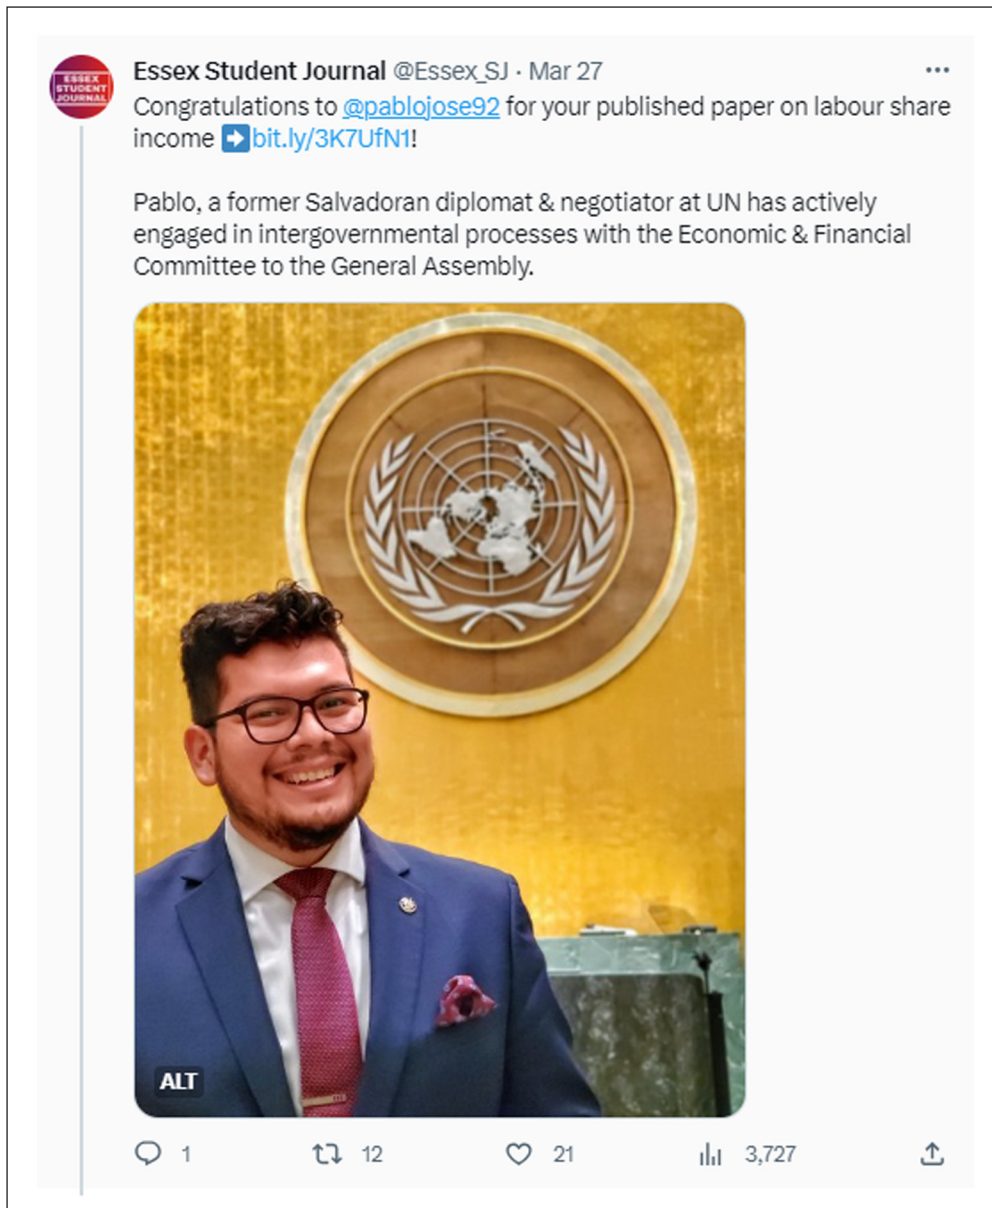 ESSEX
STUDENT
JOURNAL
Essex Student Journal @Essex_SJ · Mar 27
Congratulations to @pablojose92 for your published paper on labour share
income ➡️bit.ly/3K7UfN1!
Pablo, a former Salvadoran diplomat & negotiator at UN has actively
engaged in intergovernmental processes with the Economic & Financial
Committee to the General Assembly.
ALT
1 12 21 3,727